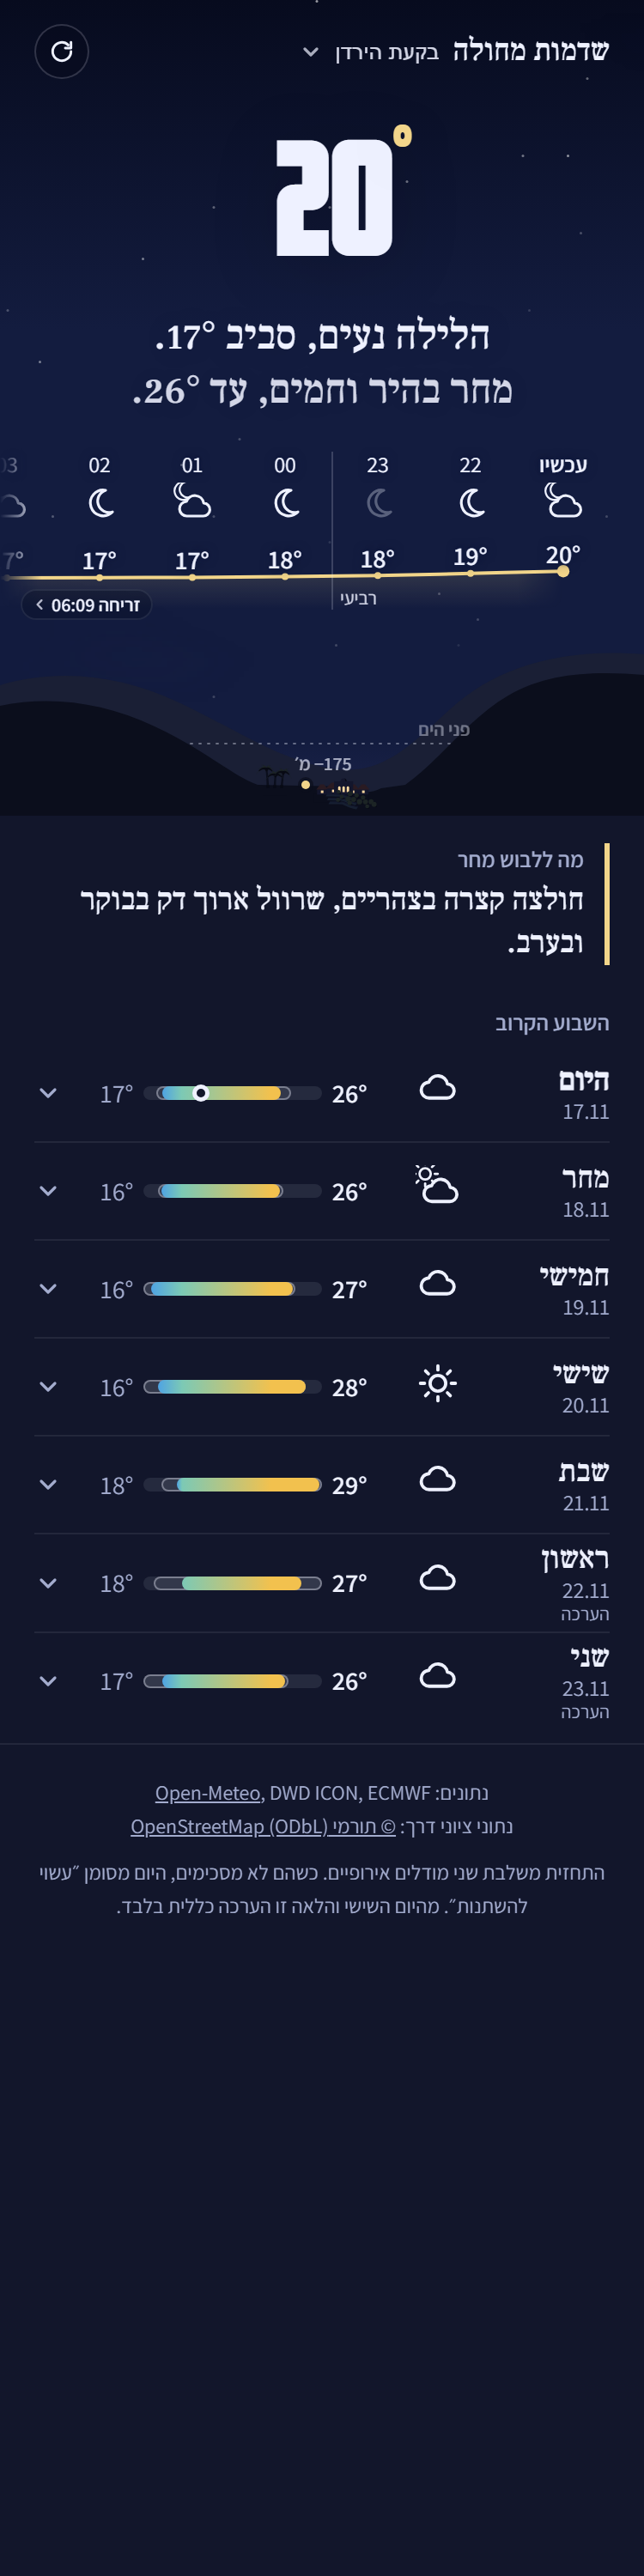 שדמות מחולה בקעת הירדן
20°
הלילה נעים, סביב 17°.
מחר בהיר וחמים, עד 26°.
עכשיו 22 23 00 01 02 03
20° 19° 18° 18° 17° 17° 7°
רביעי
זריחה 06:09
פני הים
−175 מ׳
מה ללבוש מחר
חולצה קצרה בצהריים, שרוול ארוך דק בבוקר
ובערב.
השבוע הקרוב
היום
26° 17°
17.11
מחר
26° 16°
18.11
חמישי
27° 16°
19.11
שישי
28° 16°
20.11
שבת
29° 18°
21.11
ראשון
27° 18°
22.11
הערכה
שני
26° 17°
23.11
הערכה
נתונים: Open-Meteo, DWD ICON, ECMWF
נתוני ציוני דרך: © תורמי OpenStreetMap (ODbL)
התחזית משלבת שני מודלים אירופיים. כשהם לא מסכימים, היום מסומן ״עשוי
להשתנות״. מהיום השישי והלאה זו הערכה כללית בלבד.